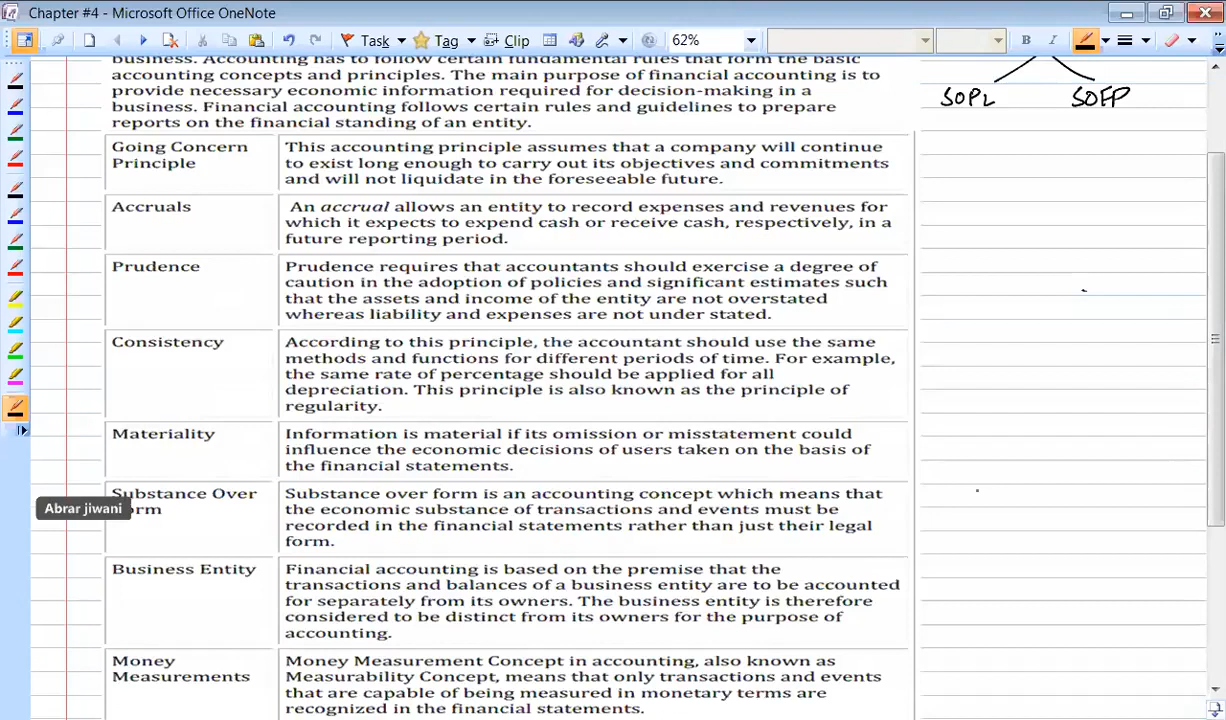 Chapter #4 - Microsoft Office OneNote
Task
Tag
Clip
62%
B
I
business. Accounting has to follow certain fundamental rules that form the basic
accounting concepts and principles. The main purpose of financial accounting is to
provide necessary economic information required for decision-making in a
business. Financial accounting follows certain rules and guidelines to prepare
reports on the financial standing of an entity.
SOPL
SOFP
Going Concern
Principle
This accounting principle assumes that a company will continue
to exist long enough to carry out its objectives and commitments
and will not liquidate in the foreseeable future.
Accruals
An accrual allows an entity to record expenses and revenues for
which it expects to expend cash or receive cash, respectively, in a
future reporting period.
Prudence
Prudence requires that accountants should exercise a degree of
caution in the adoption of policies and significant estimates such
that the assets and income of the entity are not overstated
whereas liability and expenses are not under stated.
Consistency
According to this principle, the accountant should use the same
methods and functions for different periods of time. For example,
the same rate of percentage should be applied for all
depreciation. This principle is also known as the principle of
regularity.
Materiality
Information is material if its omission or misstatement could
influence the economic decisions of users taken on the basis of
the financial statements.
Substance Over
orm
Abrar jiwani
Substance over form is an accounting concept which means that
the economic substance of transactions and events must be
recorded in the financial statements rather than just their legal
form.
Business Entity
Financial accounting is based on the premise that the
transactions and balances of a business entity are to be accounted
for separately from its owners. The business entity is therefore
considered to be distinct from its owners for the purpose of
accounting.
Money
Measurements
Money Measurement Concept in accounting, also known as
Measurability Concept, means that only transactions and events
that are capable of being measured in monetary terms are
recognized in the financial statements.